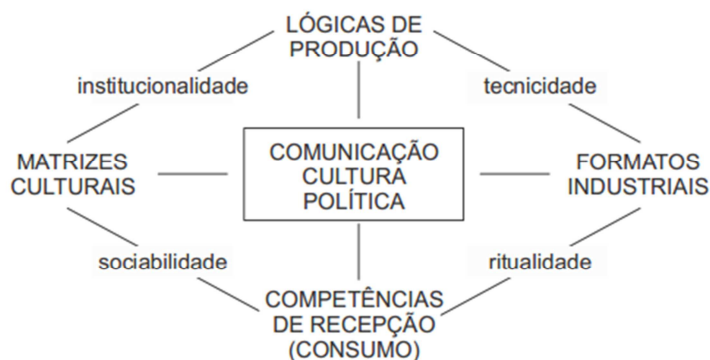 LÓGICAS DE
PRODUÇÃO
institucionalidade
tecnicidade
MATRIZES
CULTURAIS
COMUNICAÇÃO
CULTURA
POLÍTICA
FORMATOS
INDUSTRIAIS
sociabilidade
ritualidade
COMPETÊNCIAS
DE RECEPÇÃO
(CONSUMO)